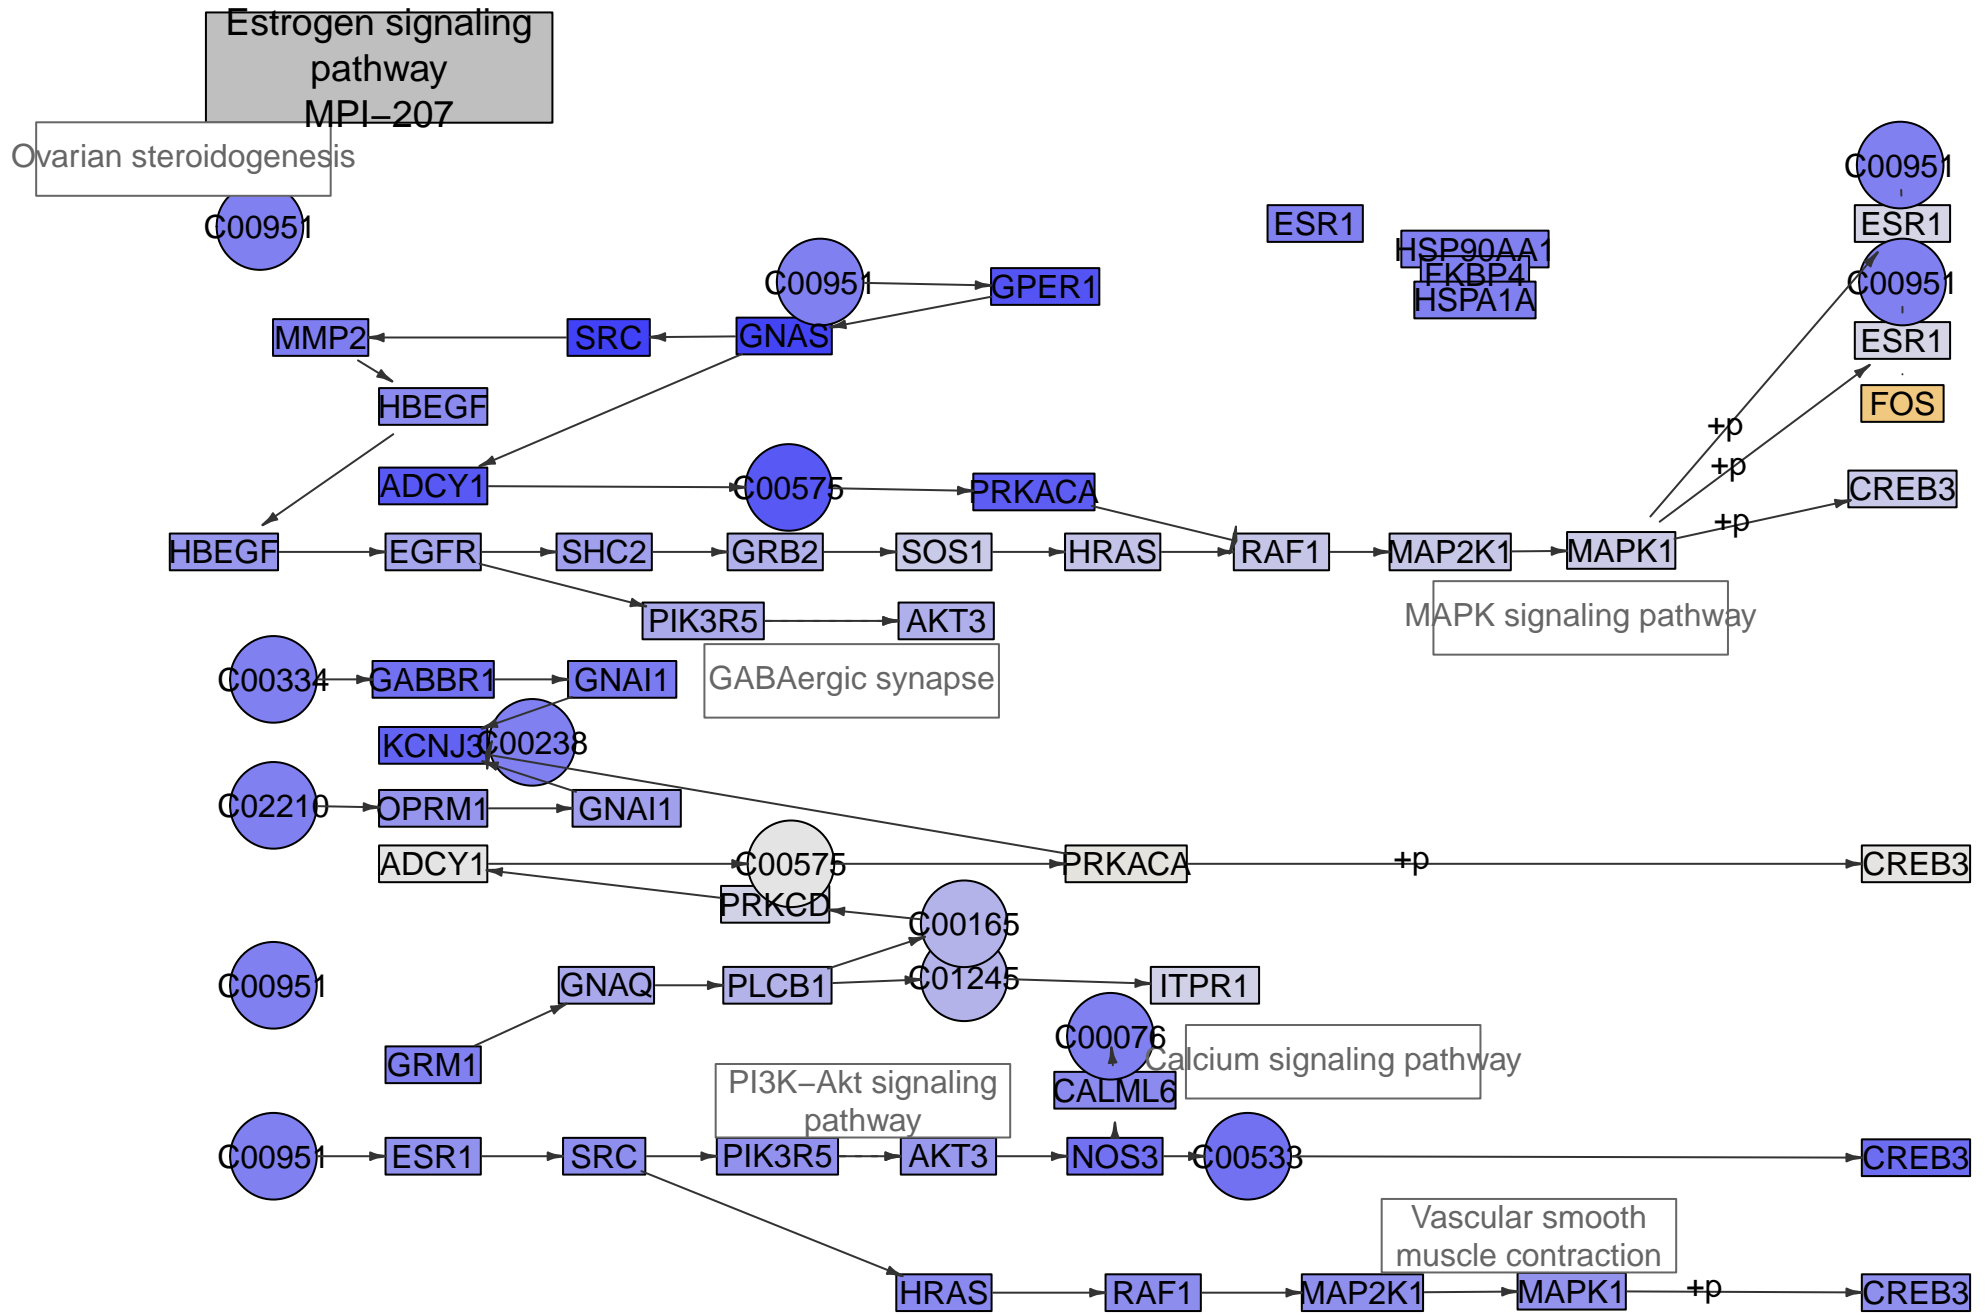 Estrogen signaling
pathway
MPI−207
Ovarian steroidogenesis
C00951
C00951
ESR1
ESR1
C00951
HSP90AA1
FKBP4
HSPA1A
C00951
GPER1
C00951
MMP2
SRC
GNAS
ESR1
HBEGF
FOS
+p
+p
ADCY1
C00575
PRKACA
CREB3
+p
HBEGF
EGFR
SHC2
GRB2
SOS1
HRAS
RAF1
MAP2K1
MAPK1
PIK3R5
AKT3
MAPK signaling pathway
C00334
GABBR1
GNAI1
GABAergic synapse
KCNJ3
C00238
C02210
OPRM1
GNAI1
ADCY1
C00575
PRKACA
+p
CREB3
PRKCD
C00165
C00951
GNAQ
PLCB1
C01245
ITPR1
C00076
Calcium signaling pathway
GRM1
PI3K−Akt signaling
pathway
CALML6
C00951
ESR1
SRC
PIK3R5
AKT3
NOS3
C00533
CREB3
Vascular smooth
muscle contraction
HRAS
RAF1
MAP2K1
MAPK1
+p
CREB3